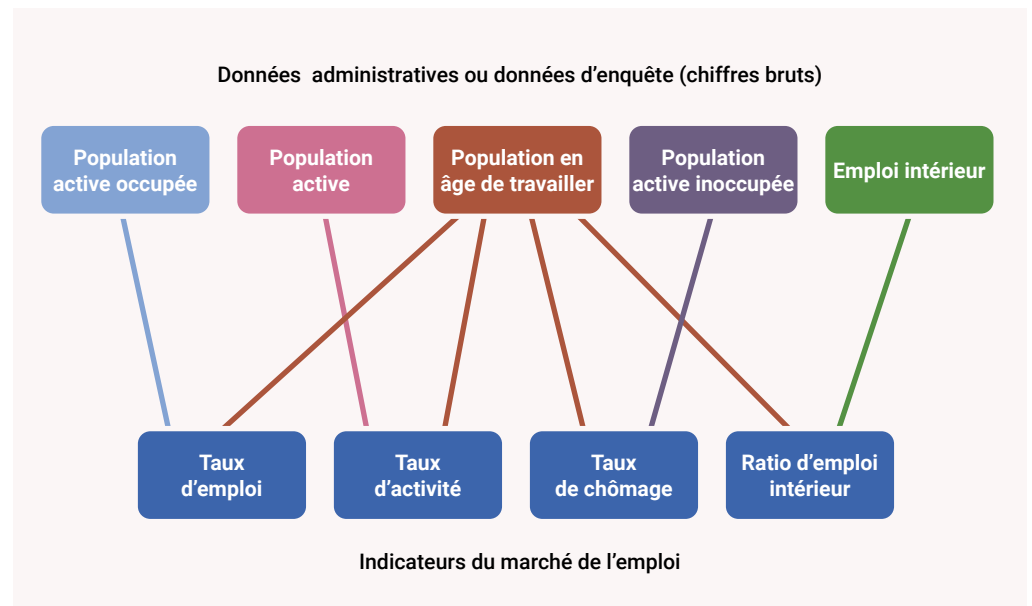 Données administratives ou données d’enquête (chiffres bruts)
Population
active occupée
Population
active
Population en
âge de travailler
Population
active inoccupée
Emploi intérieur
Taux
d’emploi
Taux
d’activité
Taux
de chômage
Ratio d’emploi
intérieur
Indicateurs du marché de l’emploi